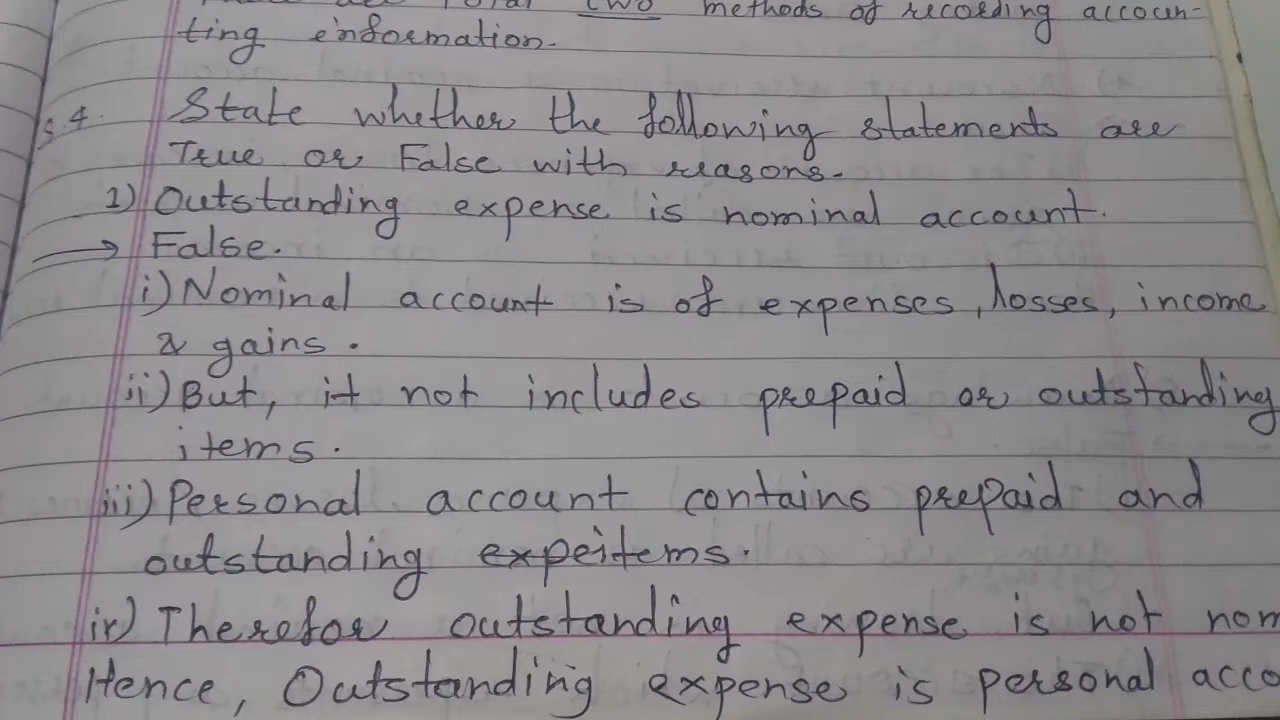 two methods of recording accoun-
ting information.
4. State whether the following statements are
True or False with reasons.
1) Outstanding expense is nominal account.
→ False.
i) Nominal account is of expenses, losses, income
& gains.
ii) But, it not includes prepaid or outstanding
items.
iii) Personal account contains prepaid and
outstanding expeitems.
iv) Therefor outstanding expense is not nom
Hence, Outstanding expense is personal acco